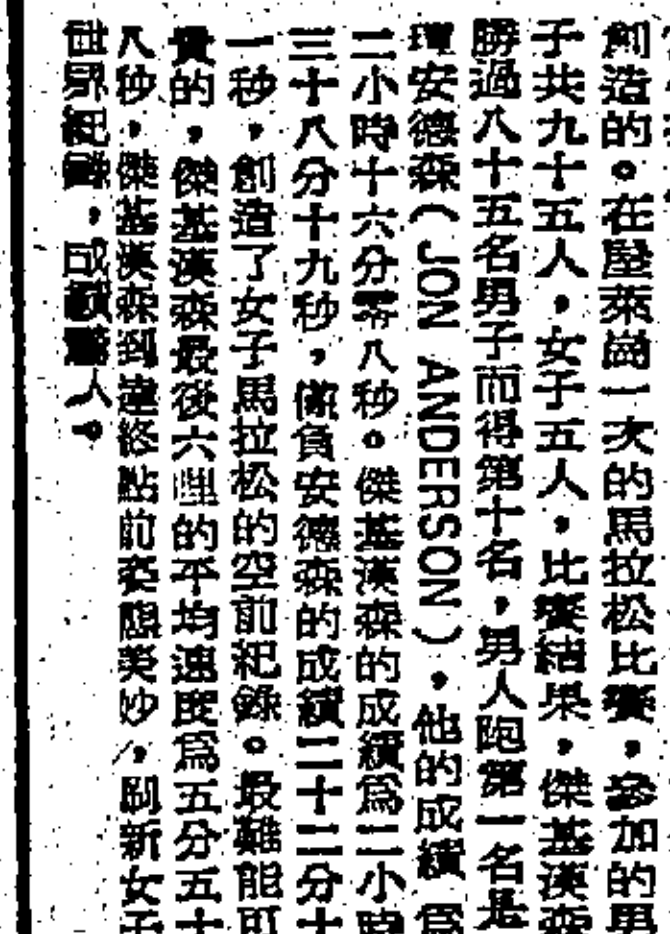 創造的。在屋萊崗一次的馬拉松比賽,參加的男
子共九十五人,女子五人,比賽結果,傑基漢森
勝過八十五名男子而得第十名,男人跑第一名是
安德森(JON ANDERSON),他的成績爲
二小時十六分零八秒。傑基漢森的成績爲二小時
三十八分十九秒,僅負安德森的成績二十二分十
一秒,創造了女子馬拉松的空前紀錄。最難能可
貴的,傑基漢森最後六哩的平均速度爲五分五十
八秒,傑基漢森到達終點前姿態美妙,刷新女子
世界紀錄,成績驚人。